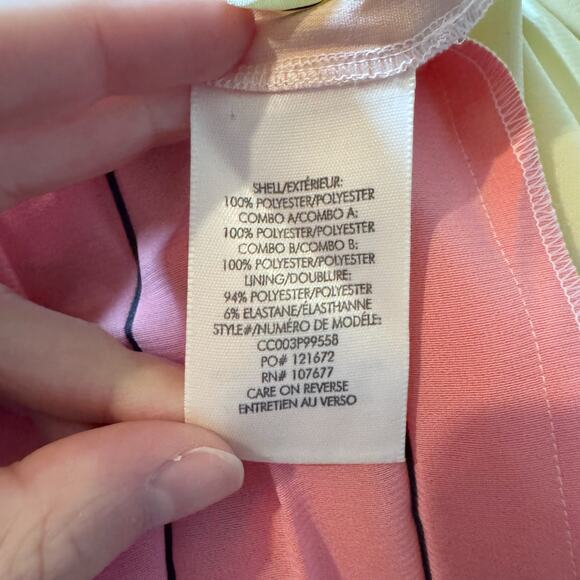 SHELL/EXTÉRIEUR:
100% POLYESTER/POLYESTER
COMBO A/COMBO A:
100% POLYESTER/POLYESTER
COMBO B/COMBO B:
100% POLYESTER/POLYESTER
LINING/DOUBLURE:
94% POLYESTER/POLYESTER
6% ELASTANE/ÉLASTHANNE
STYLE#/NUMÉRO DE MODÉLE:
CC003P99558
PO# 121672
RN# 107677
CARE ON REVERSE
ENTRETIEN AU VERSO